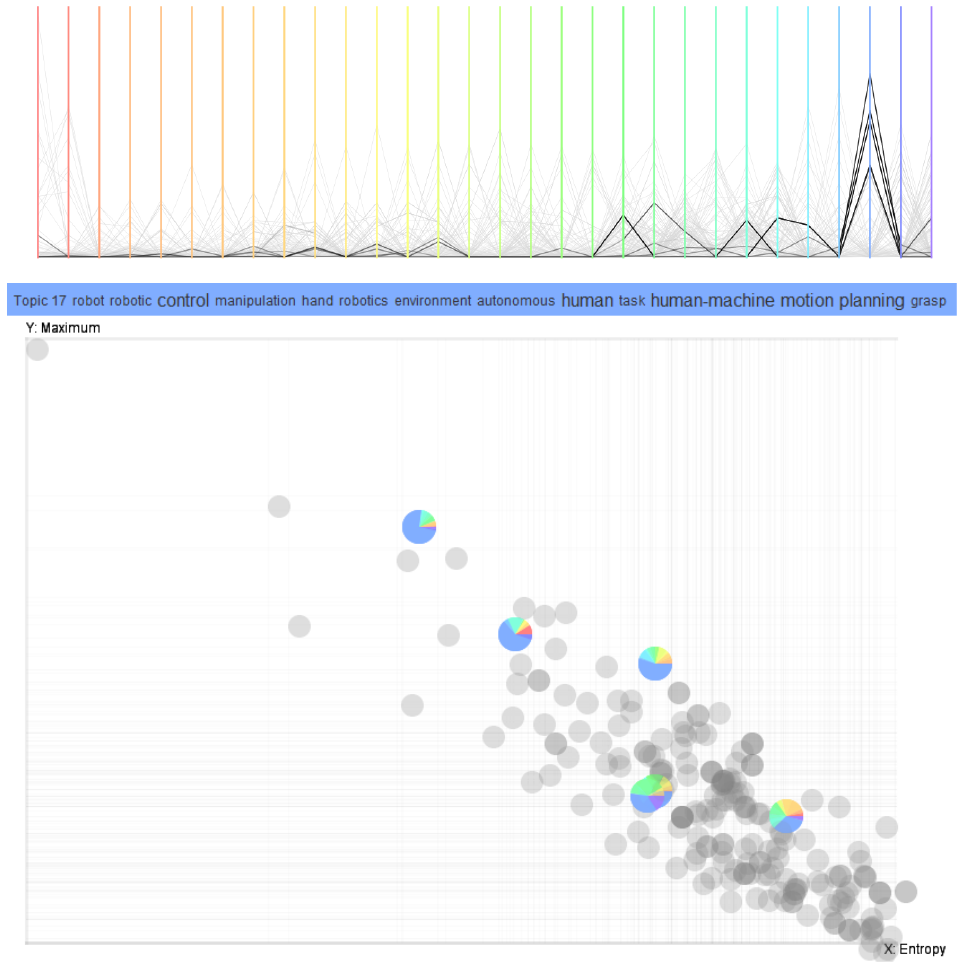 Topic 17 robot robotic control manipulation hand robotics environment autonomous human task human-machine motion planning grasp
Y: Maximum
X: Entropy